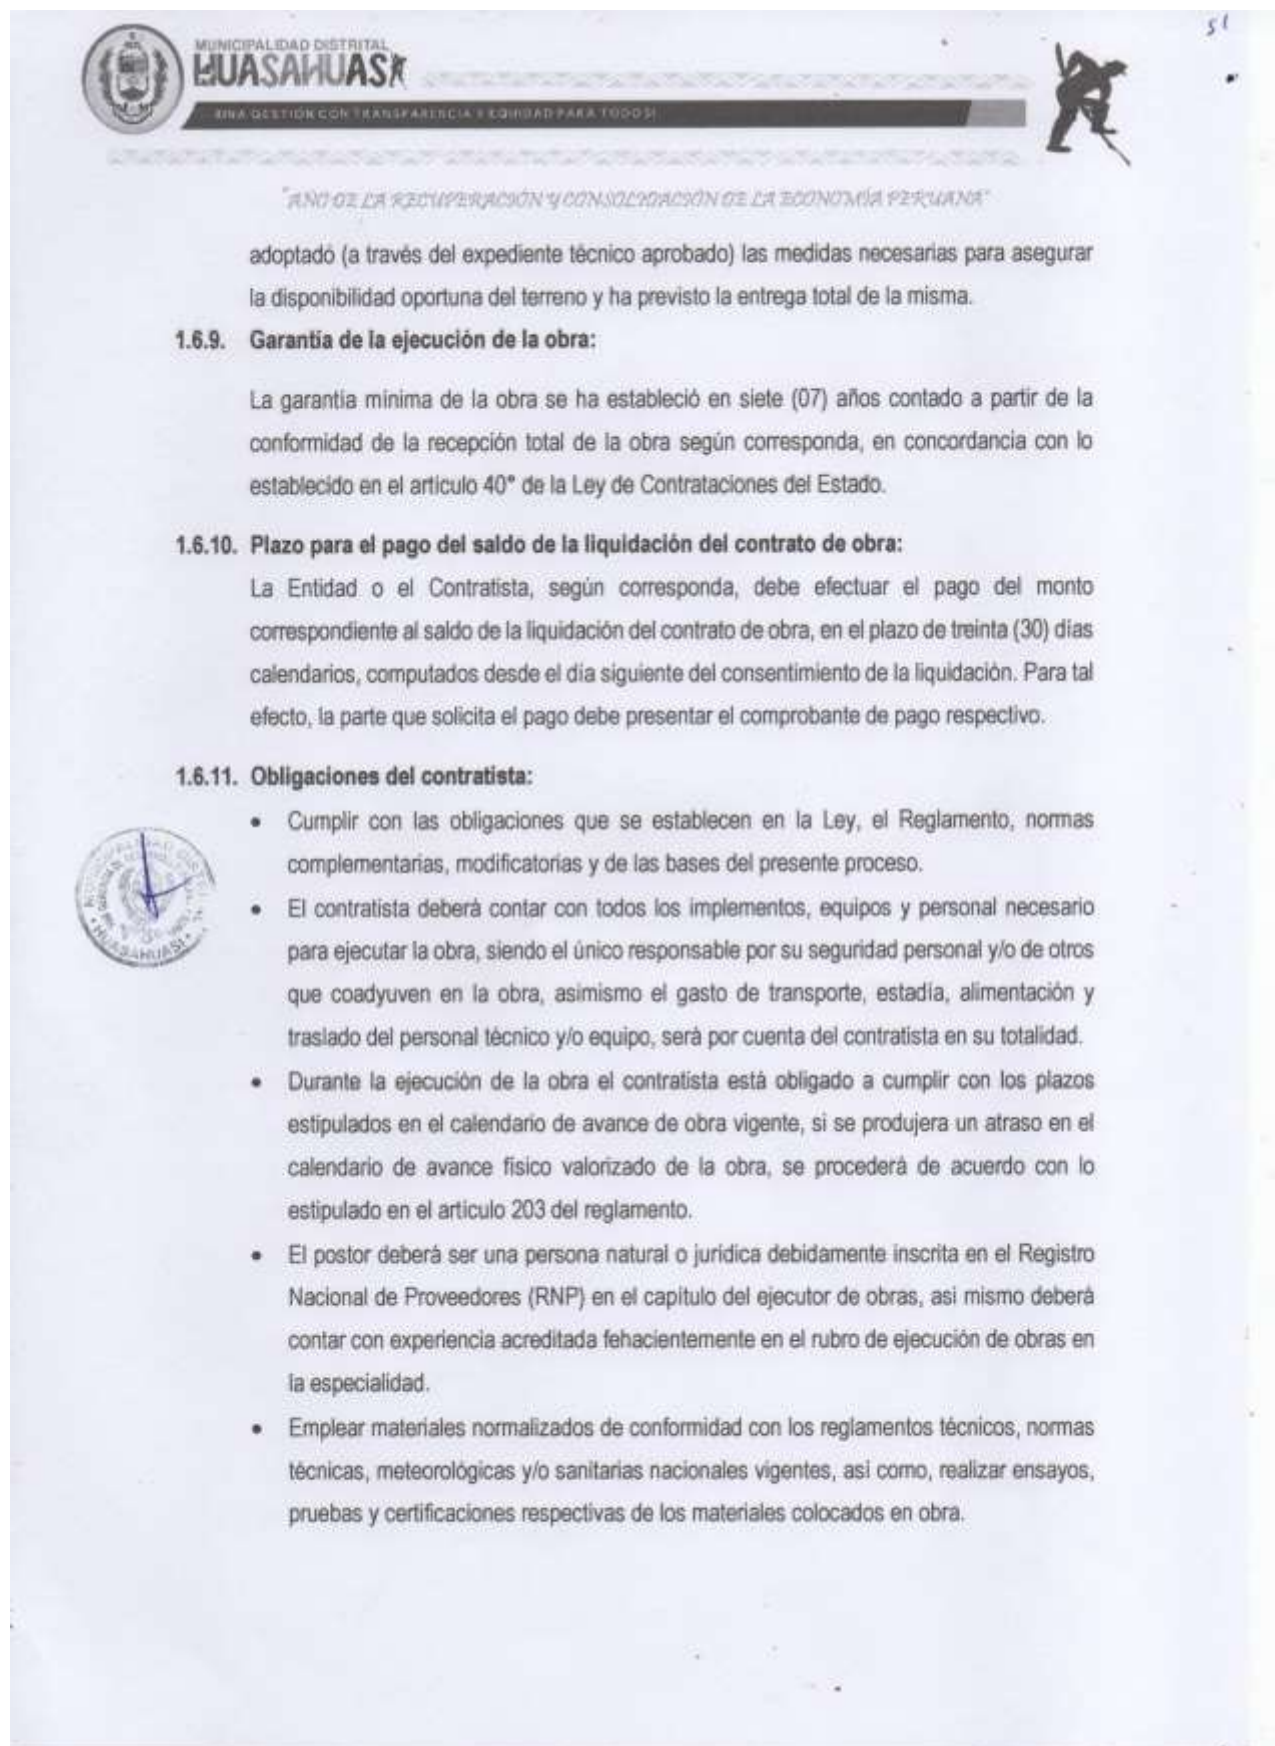 51
MUNICIPALIDAD DISTRITAL
HUASAHUASI
¡UNA GESTIÓN CON TRANSPARENCIA Y EQUIDAD PARA TODOS!
"AÑO DE LA RECUPERACIÓN Y CONSOLIDACIÓN DE LA ECONOMÍA PERUANA"
adoptado (a través del expediente técnico aprobado) las medidas necesarias para asegurar
la disponibilidad oportuna del terreno y ha previsto la entrega total de la misma.
1.6.9. Garantía de la ejecución de la obra:
La garantía mínima de la obra se ha estableció en siete (07) años contado a partir de la
conformidad de la recepción total de la obra según corresponda, en concordancia con lo
establecido en el artículo 40° de la Ley de Contrataciones del Estado.
1.6.10. Plazo para el pago del saldo de la liquidación del contrato de obra:
La Entidad o el Contratista, según corresponda, debe efectuar el pago del monto
correspondiente al saldo de la liquidación del contrato de obra, en el plazo de treinta (30) días
calendarios, computados desde el día siguiente del consentimiento de la liquidación. Para tal
efecto, la parte que solicita el pago debe presentar el comprobante de pago respectivo.
1.6.11. Obligaciones del contratista:
• Cumplir con las obligaciones que se establecen en la Ley, el Reglamento, normas
complementarias, modificatorias y de las bases del presente proceso.
• El contratista deberá contar con todos los implementos, equipos y personal necesario
para ejecutar la obra, siendo el único responsable por su seguridad personal y/o de otros
que coadyuven en la obra, asimismo el gasto de transporte, estadía, alimentación y
traslado del personal técnico y/o equipo, será por cuenta del contratista en su totalidad.
HUASAHUASI
• Durante la ejecución de la obra el contratista está obligado a cumplir con los plazos
estipulados en el calendario de avance de obra vigente, si se produjera un atraso en el
calendario de avance físico valorizado de la obra, se procederá de acuerdo con lo
estipulado en el artículo 203 del reglamento.
• El postor deberá ser una persona natural o jurídica debidamente inscrita en el Registro
Nacional de Proveedores (RNP) en el capítulo del ejecutor de obras, así mismo deberá
contar con experiencia acreditada fehacientemente en el rubro de ejecución de obras en
la especialidad.
• Emplear materiales normalizados de conformidad con los reglamentos técnicos, normas
técnicas, meteorológicas y/o sanitarias nacionales vigentes, así como, realizar ensayos,
pruebas y certificaciones respectivas de los materiales colocados en obra.